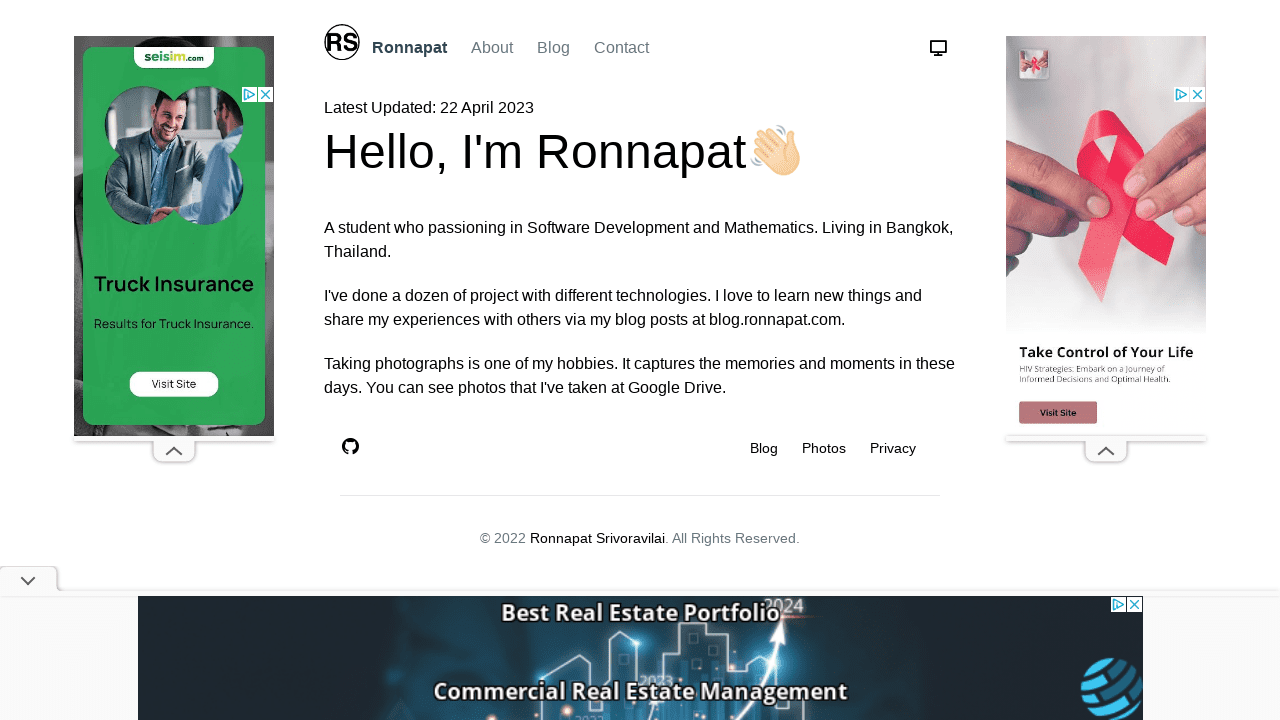 RS
Ronnapat About Blog Contact
Latest Updated: 22 April 2023
Hello, I'm Ronnapat
A student who passioning in Software Development and Mathematics. Living in Bangkok,
Thailand.
I've done a dozen of project with different technologies. I love to learn new things and
share my experiences with others via my blog posts at blog.ronnapat.com.
Taking photographs is one of my hobbies. It captures the memories and moments in these
days. You can see photos that I've taken at Google Drive.
Blog Photos Privacy
© 2022 Ronnapat Srivoravilai. All Rights Reserved.
seisim.com
Truck Insurance
Results for Truck Insurance.
Visit Site
Take Control of Your Life
HIV Strategies: Embark on a Journey of
Informed Decisions and Optimal Health.
Visit Site
2024
Best Real Estate Portfolio
2023
Commercial Real Estate Management
2022